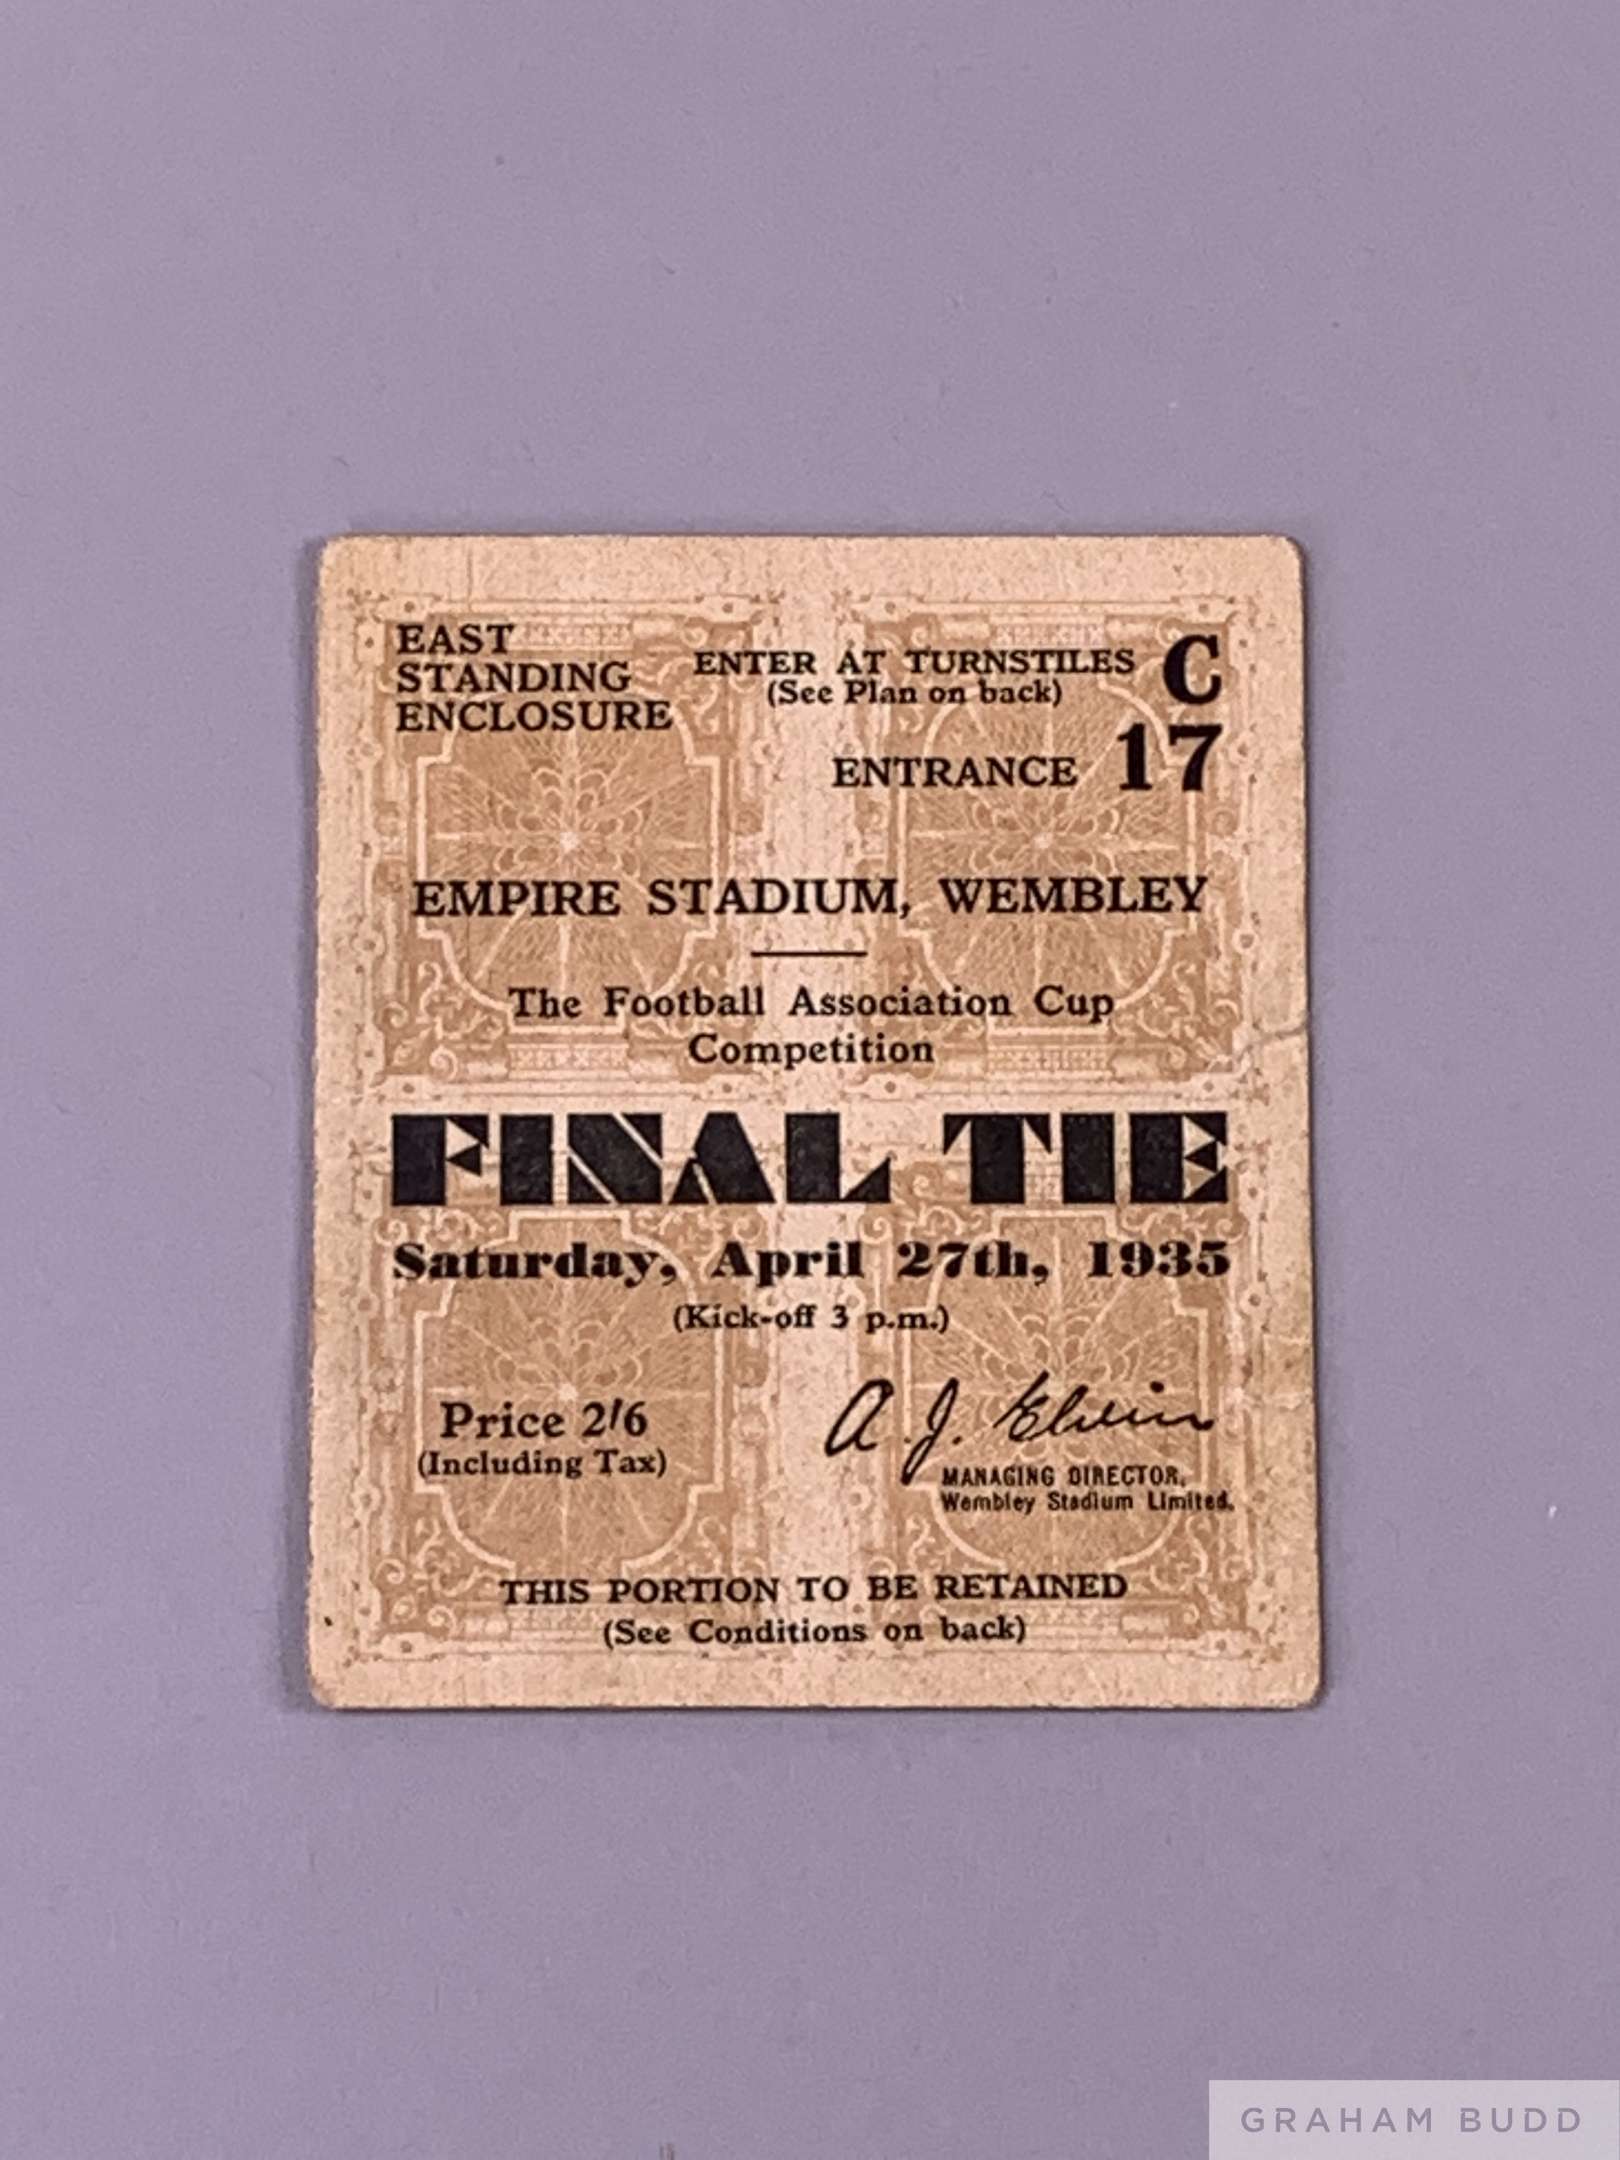 EAST
STANDING
ENCLOSURE
ENTER AT TURNSTILES C
(See Plan on back)
ENTRANCE 17
EMPIRE STADIUM, WEMBLEY
The Football Association Cup
Competition
FINAL TIE
Saturday, April 27th, 1935
(Kick-off 3 p.m.)
Price 2/6
(Including Tax)
A. J. Elvin
MANAGING DIRECTOR,
Wembley Stadium Limited.
THIS PORTION TO BE RETAINED
(See Conditions on back)
GRAHAM BUDD